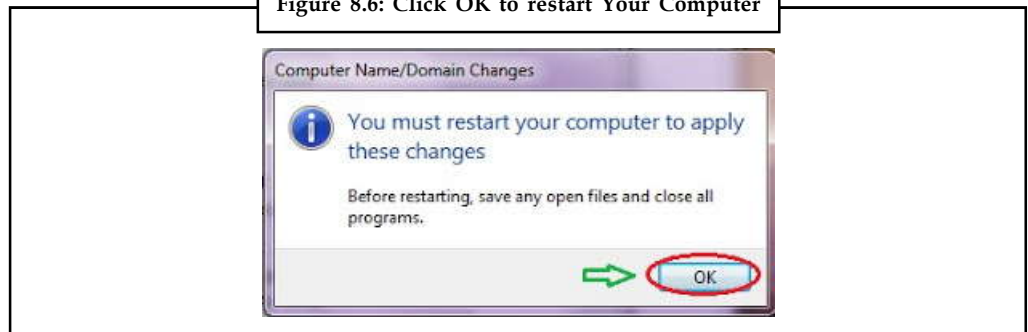 Figure 8.6: Click OK to restart Your Computer
Computer Name/Domain Changes
You must restart your computer to apply
these changes
Before restarting, save any open files and close all
programs.
OK